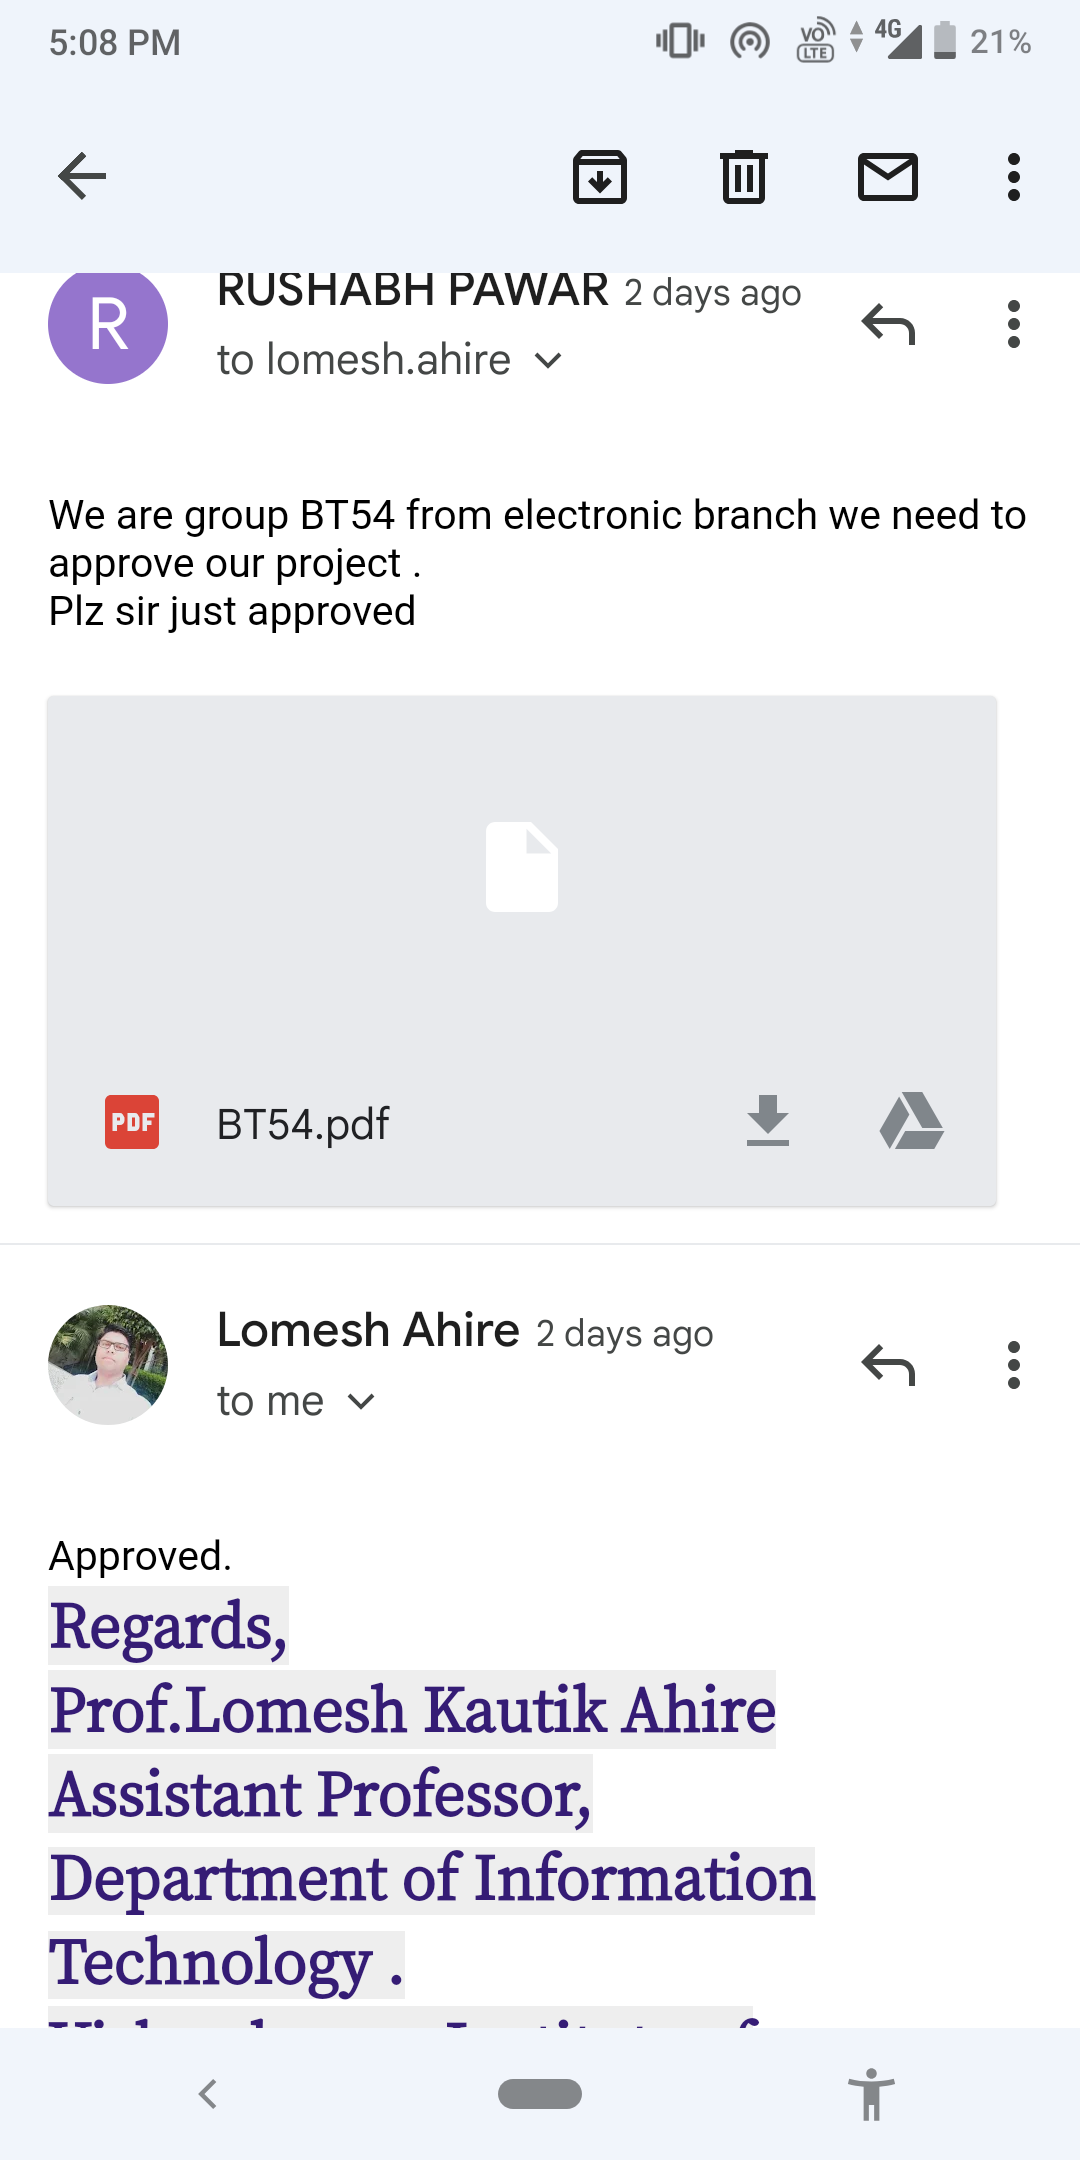 5:08 PM
VO LTE 4G 21%
RUSHABH PAWAR 2 days ago
R
to lomesh.ahire
We are group BT54 from electronic branch we need to
approve our project .
Plz sir just approved
PDF BT54.pdf
Lomesh Ahire 2 days ago
to me
Approved.
Regards,
Prof.Lomesh Kautik Ahire
Assistant Professor,
Department of Information
Technology .